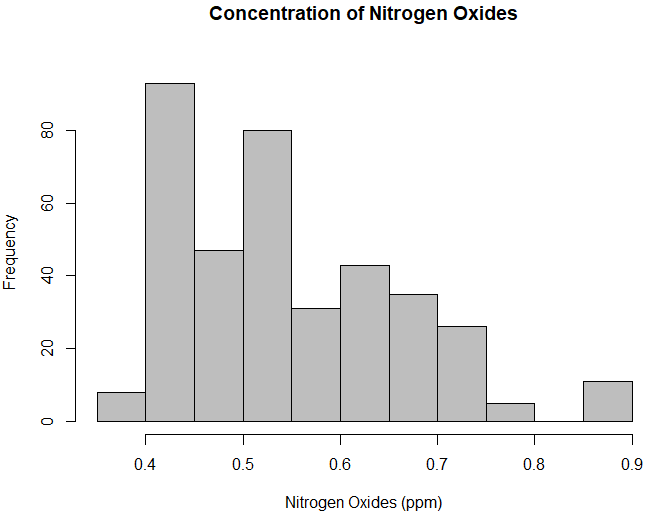 Concentration of Nitrogen Oxides
Frequency
80
60
40
20
0
0.4 0.5 0.6 0.7 0.8 0.9
Nitrogen Oxides (ppm)